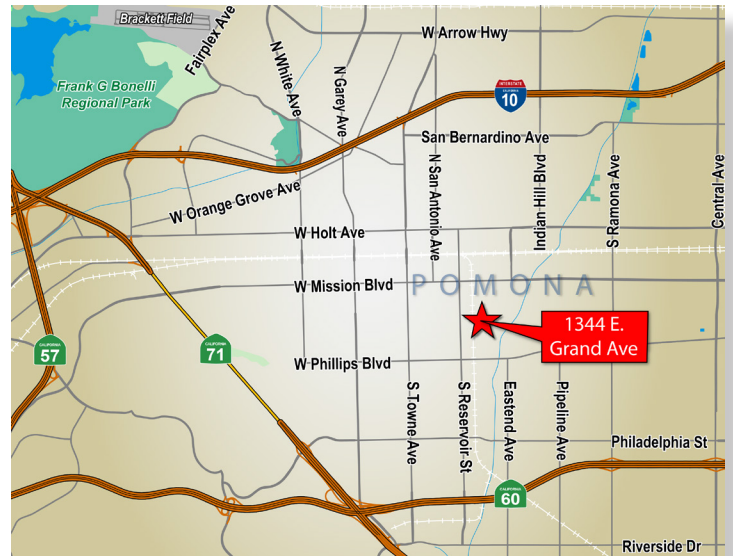 Brackett Field
Fairplex Ave
W Arrow Hwy
Frank G Bonelli
Regional Park
N White Ave
N Garey Ave
INTERSTATE
CALIFORNIA
10
San Bernardino Ave
N San Antonio Ave
Indian Hill Blvd
S Ramona Ave
Central Ave
W Orange Grove Ave
W Holt Ave
W Mission Blvd
POMONA
1344 E.
Grand Ave
CALIFORNIA
57
CALIFORNIA
71
W Phillips Blvd
S Towne Ave
S Reservoir St
Eastend Ave
Pipeline Ave
Philadelphia St
CALIFORNIA
60
Riverside Dr